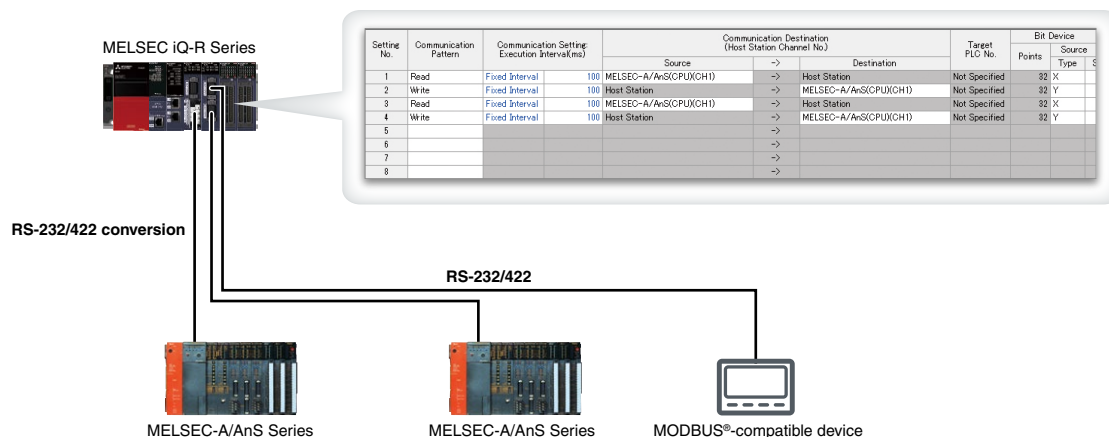 MELSEC iQ-R Series
Setting No. Communication Pattern Communication Setting: Execution Interval(ms) Communication Destination (Host Station Channel No.) Target PLC No. Bit Device
Source -> Destination Points Source
Type S
1 Read Fixed Interval 100 MELSEC-A/AnS(CPU)(CH1) -> Host Station Not Specified 32 X
2 Write Fixed Interval 100 Host Station -> MELSEC-A/AnS(CPU)(CH1) Not Specified 32 Y
3 Read Fixed Interval 100 MELSEC-A/AnS(CPU)(CH1) -> Host Station Not Specified 32 X
4 Write Fixed Interval 100 Host Station -> MELSEC-A/AnS(CPU)(CH1) Not Specified 32 Y
5 ->
6 ->
7 ->
8 ->
RS-232/422 conversion
RS-232/422
MELSEC-A/AnS Series
MELSEC-A/AnS Series
MODBUS®-compatible device